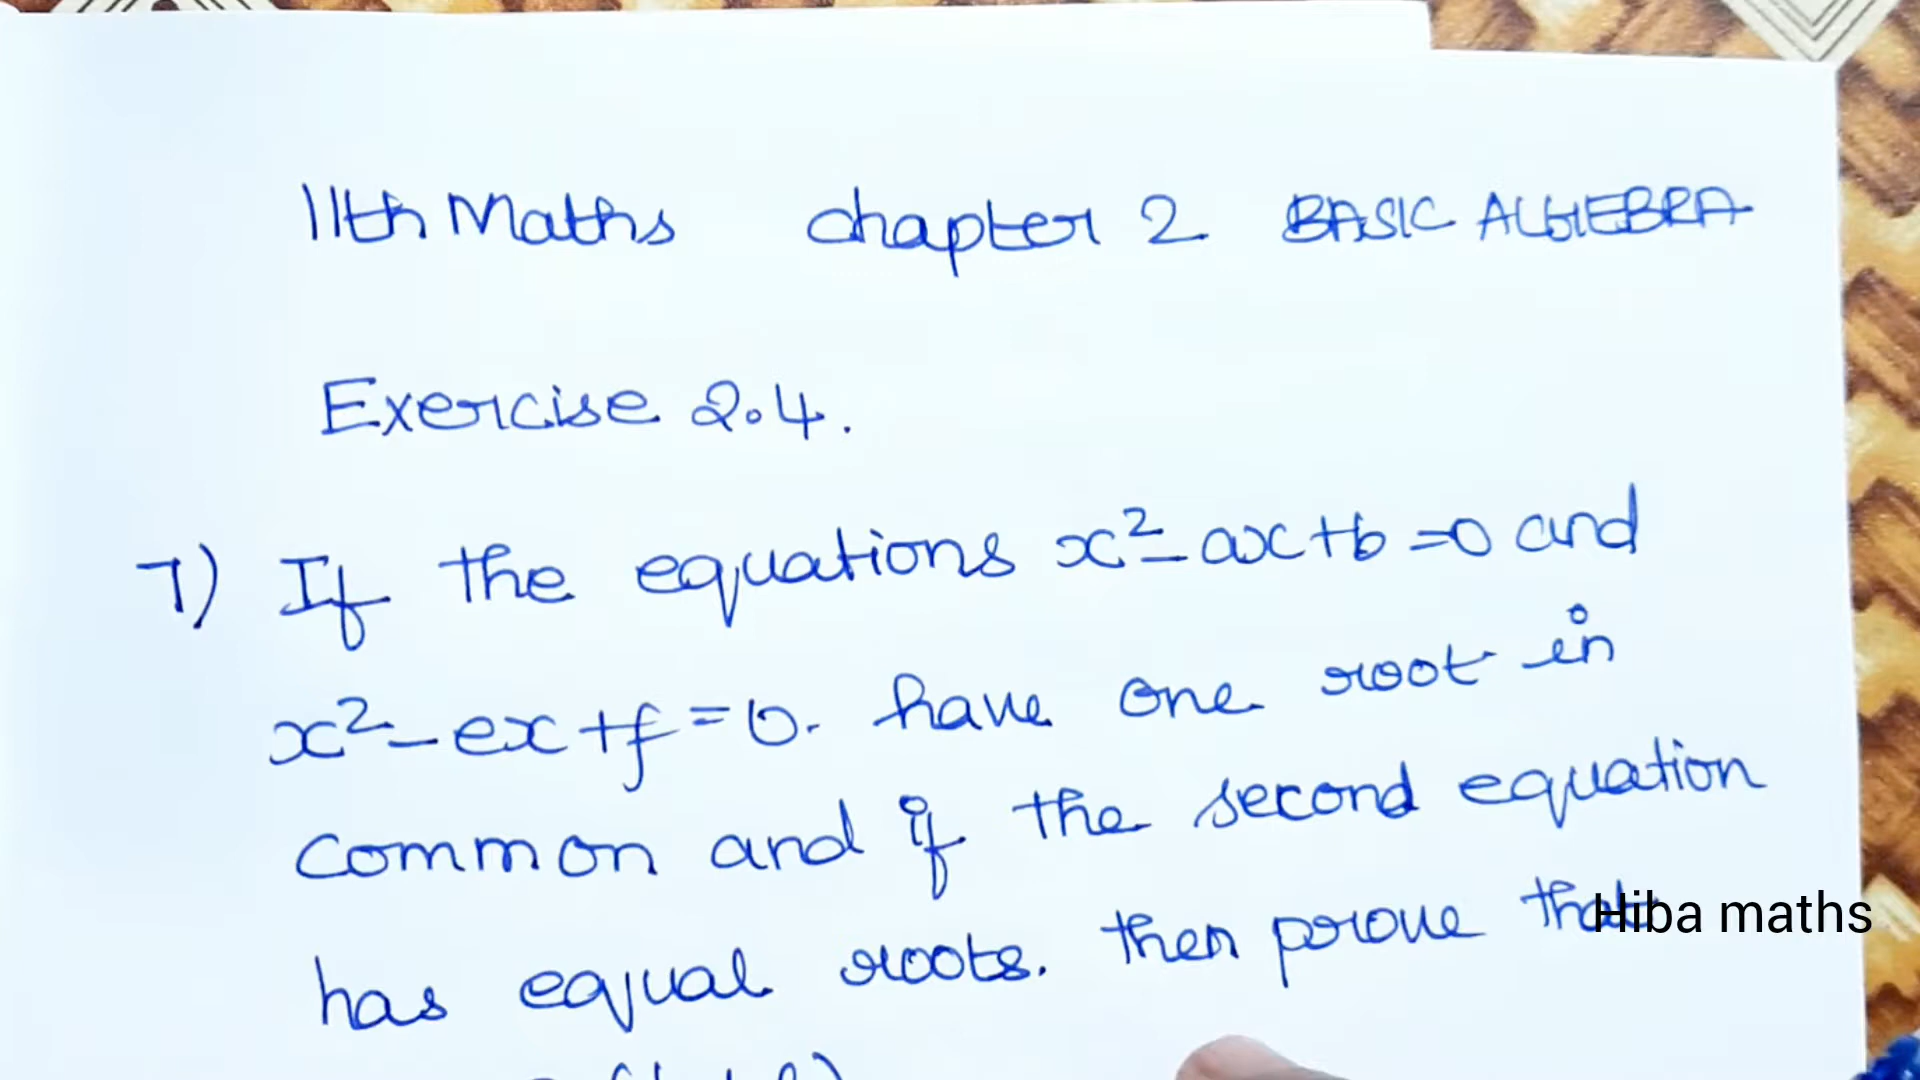 11th Maths chapter 2 BASIC ALGEBRA
Exercise 2.4.
7) If the equations x² - ax + b = 0 and
x² - ex + f = 0. have one root in
common and if the second equation
has equal roots. then prove that
Hiba maths